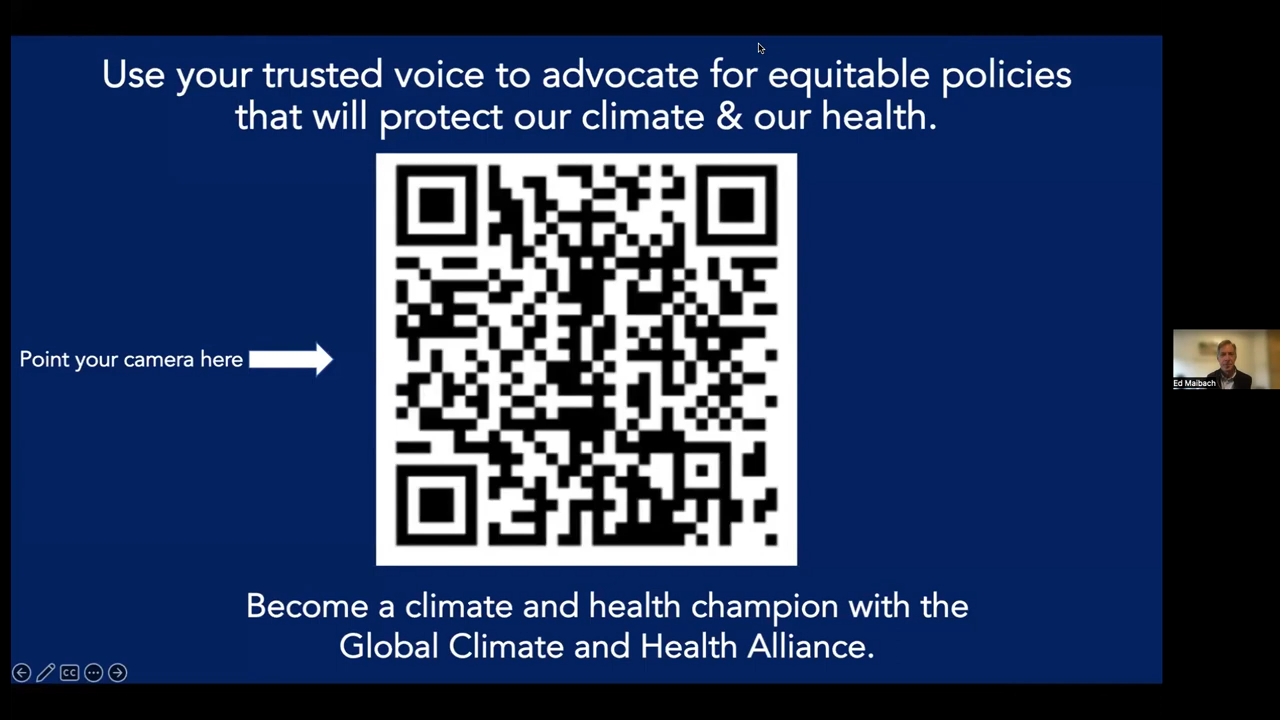 Use your trusted voice to advocate for equitable policies
that will protect our climate & our health.
Point your camera here
Ed Maibach
Become a climate and health champion with the
Global Climate and Health Alliance.
CC